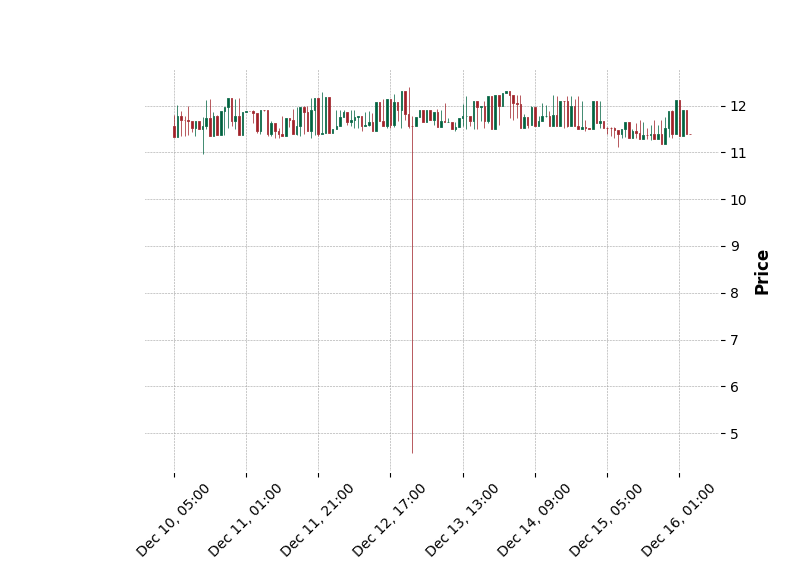 12
11
10
9
8
7
6
5
Price
Dec 10, 05:00
Dec 11, 01:00
Dec 11, 21:00
Dec 12, 17:00
Dec 13, 13:00
Dec 14, 09:00
Dec 15, 05:00
Dec 16, 01:00